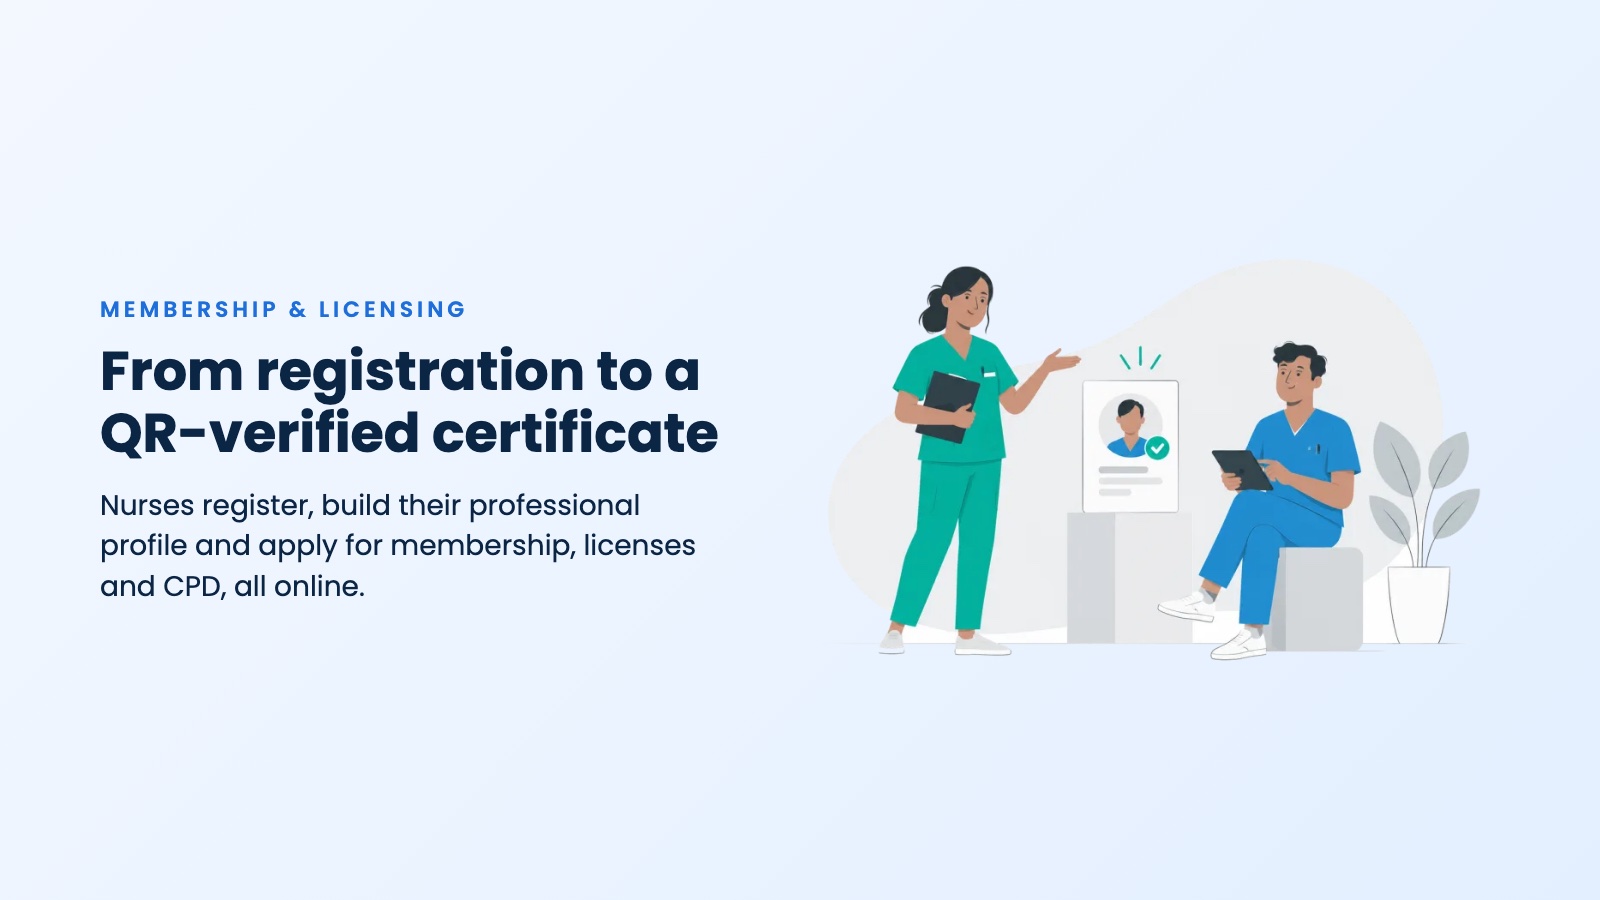 MEMBERSHIP & LICENSING
From registration to a
QR-verified certificate
Nurses register, build their professional
profile and apply for membership, licenses
and CPD, all online.